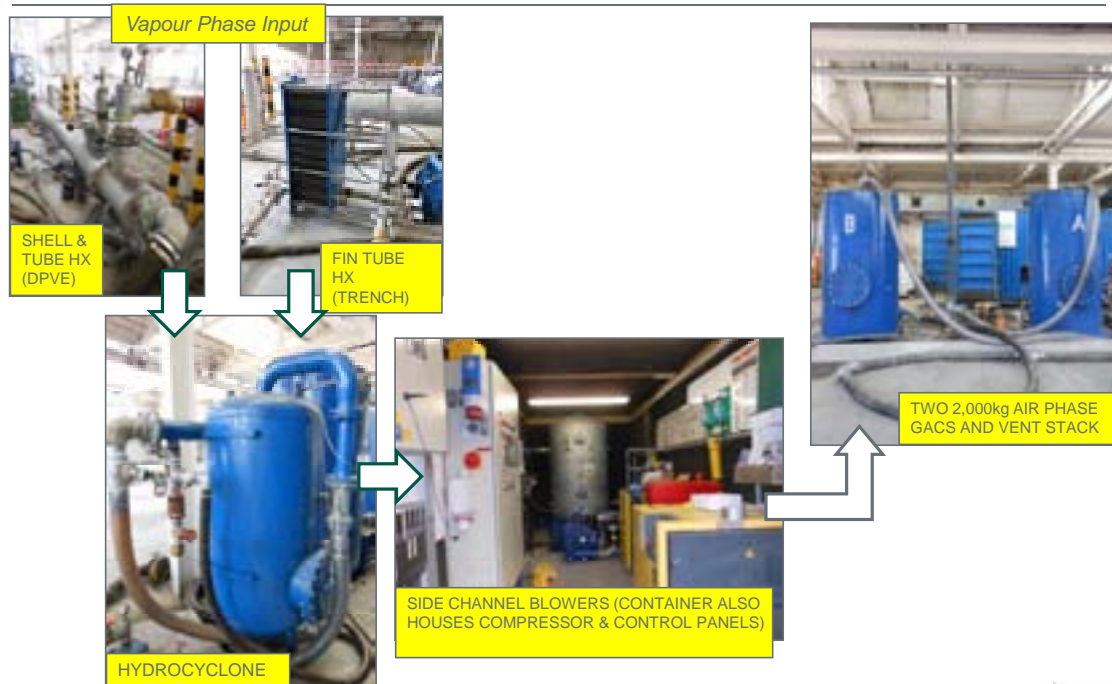 Vapour Phase Input
SHELL &
TUBE HX
(DPVE)
FIN TUBE
HX
(TRENCH)
HYDROCYCLONE
SIDE CHANNEL BLOWERS (CONTAINER ALSO
HOUSES COMPRESSOR & CONTROL PANELS)
B
A
TWO 2,000kg AIR PHASE
GACS AND VENT STACK